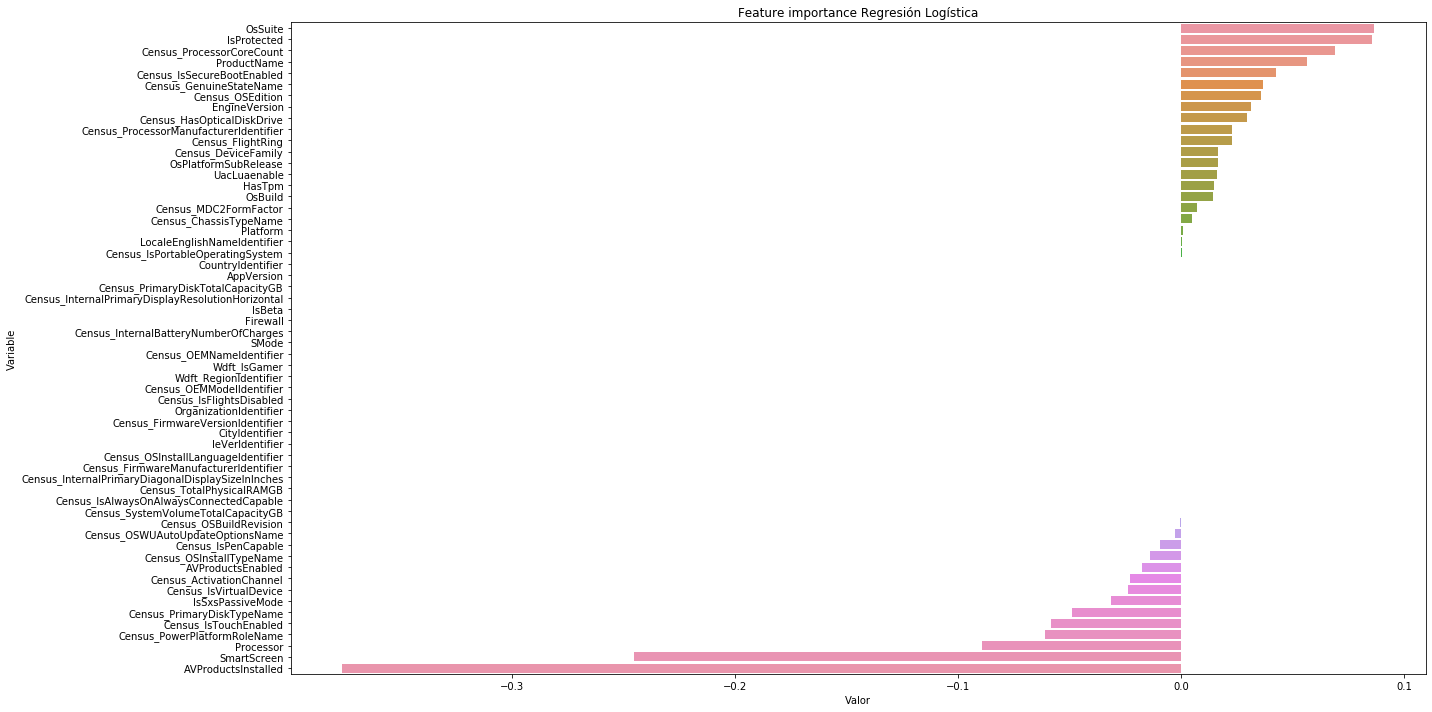 Feature importance Regresión Logística
OsSuite
IsProtected
Census_ProcessorCoreCount
ProductName
Census_IsSecureBootEnabled
Census_GenuineStateName
Census_OSEdition
EngineVersion
Census_HasOpticalDiskDrive
Census_ProcessorManufacturerIdentifier
Census_FlightRing
Census_DeviceFamily
OsPlatformSubRelease
UacLuaenable
HasTpm
OsBuild
Census_MDC2FormFactor
Census_ChassisTypeName
Platform
LocaleEnglishNameIdentifier
Census_IsPortableOperatingSystem
CountryIdentifier
AppVersion
Census_PrimaryDiskTotalCapacityGB
Census_InternalPrimaryDisplayResolutionHorizontal
IsBeta
Firewall
Census_InternalBatteryNumberOfCharges
SMode
Census_OEMNameIdentifier
Wdft_IsGamer
Wdft_RegionIdentifier
Census_OEMModelIdentifier
Census_IsFlightsDisabled
OrganizationIdentifier
Census_FirmwareVersionIdentifier
CityIdentifier
IeVerIdentifier
Census_OSInstallLanguageIdentifier
Census_FirmwareManufacturerIdentifier
Census_InternalPrimaryDiagonalDisplaySizeInInches
Census_TotalPhysicalRAMGB
Census_IsAlwaysOnAlwaysConnectedCapable
Census_SystemVolumeTotalCapacityGB
Census_OSBuildRevision
Census_OSWUAutoUpdateOptionsName
Census_IsPenCapable
Census_OSInstallTypeName
AVProductsEnabled
Census_ActivationChannel
Census_IsVirtualDevice
IsSxsPassiveMode
Census_PrimaryDiskTypeName
Census_IsTouchEnabled
Census_PowerPlatformRoleName
Processor
SmartScreen
AVProductsInstalled
Variable
−0.3 −0.2 −0.1 0.0 0.1
Valor